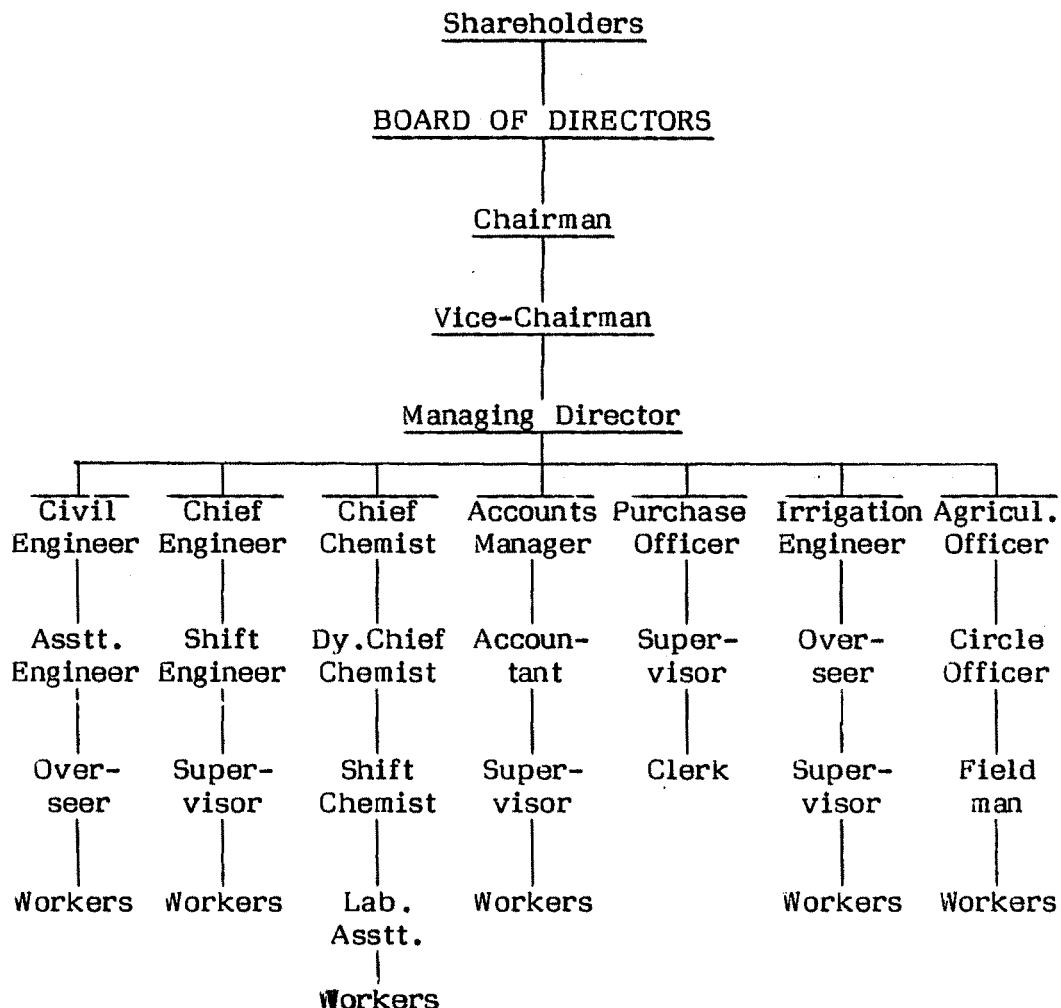 Shareholders
BOARD OF DIRECTORS
Chairman
Vice-Chairman
Managing Director
Civil Chief Chief Accounts Purchase Irrigation Agricul.
Engineer Engineer Chemist Manager Officer Engineer Officer
Asstt. Shift Dy.Chief Accoun- Super- Over- Circle
Engineer Engineer Chemist tant visor seer Officer
Over- Super- Shift Super- Clerk Super- Field
seer visor Chemist visor visor man
Workers Workers Lab. Workers Workers Workers
Asstt.
Workers